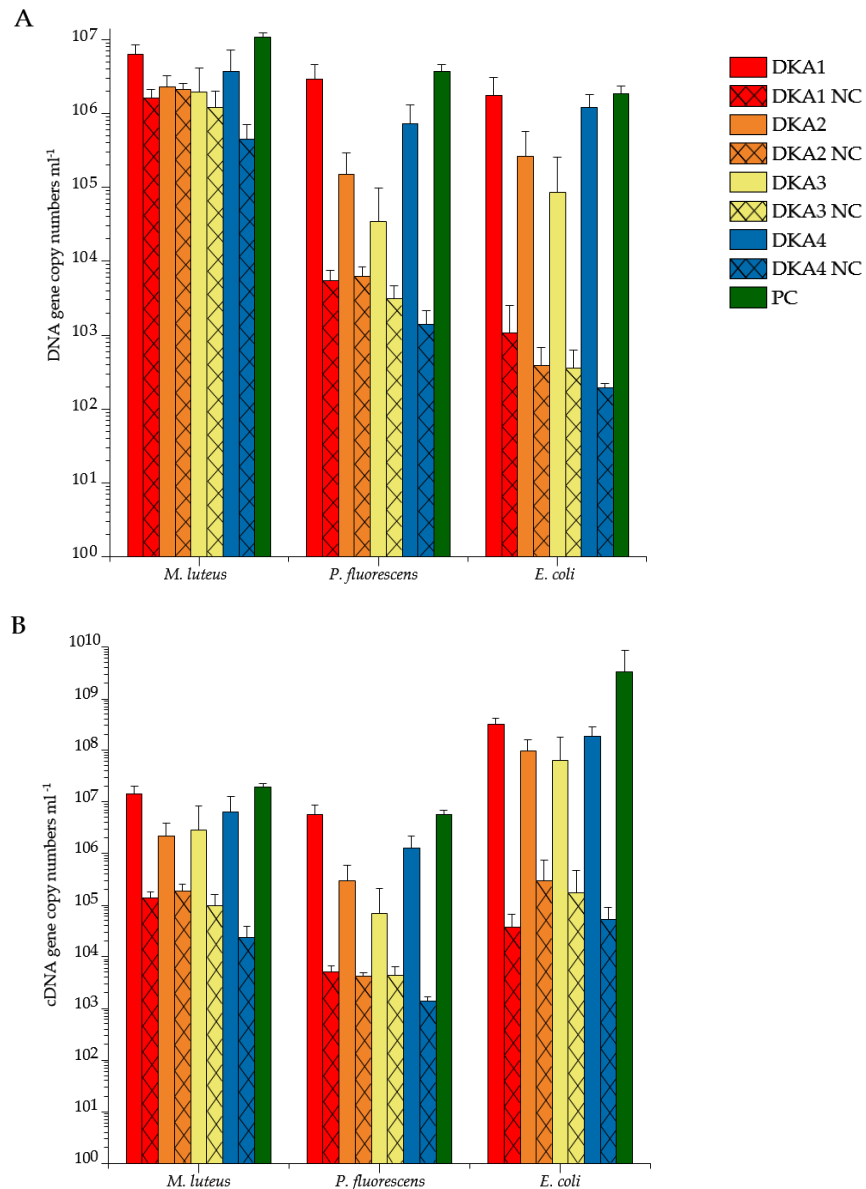 A
10⁷
10⁶
10⁵
10⁴
10³
10²
10¹
10⁰
DNA gene copy numbers ml⁻¹
M. luteus
P. fluorescens
E. coli
DKA1
DKA1 NC
DKA2
DKA2 NC
DKA3
DKA3 NC
DKA4
DKA4 NC
PC
B
10¹⁰
10⁹
10⁸
10⁷
10⁶
10⁵
10⁴
10³
10²
10¹
10⁰
cDNA gene copy numbers ml⁻¹
M. luteus
P. fluorescens
E. coli